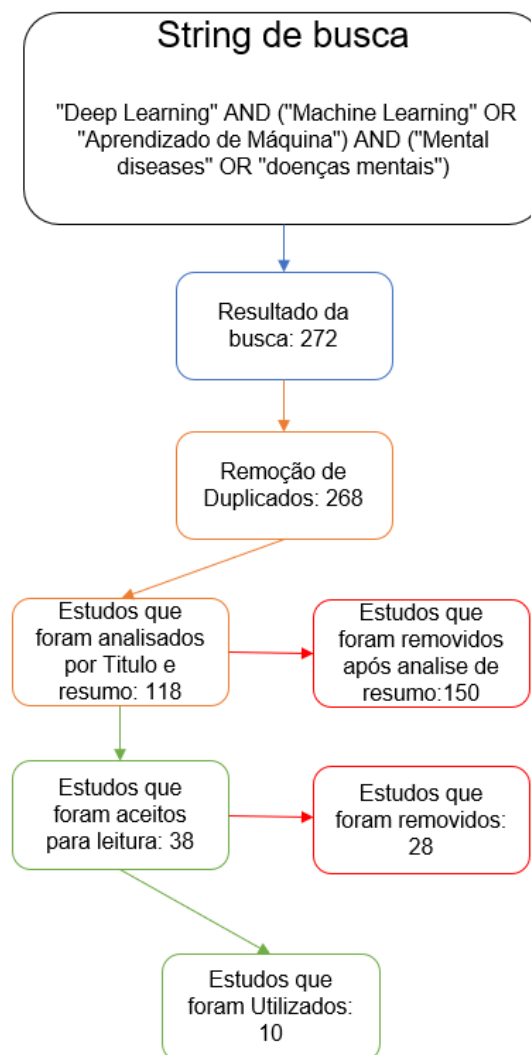 String de busca
"Deep Learning" AND ("Machine Learning" OR
"Aprendizado de Máquina") AND ("Mental
diseases" OR "doenças mentais")
Resultado da
busca: 272
Remoção de
Duplicados: 268
Estudos que
foram analisados
por Titulo e
resumo: 118
Estudos que
foram removidos
após analise de
resumo:150
Estudos que
foram aceitos
para leitura: 38
Estudos que
foram removidos:
28
Estudos que
foram Utilizados:
10